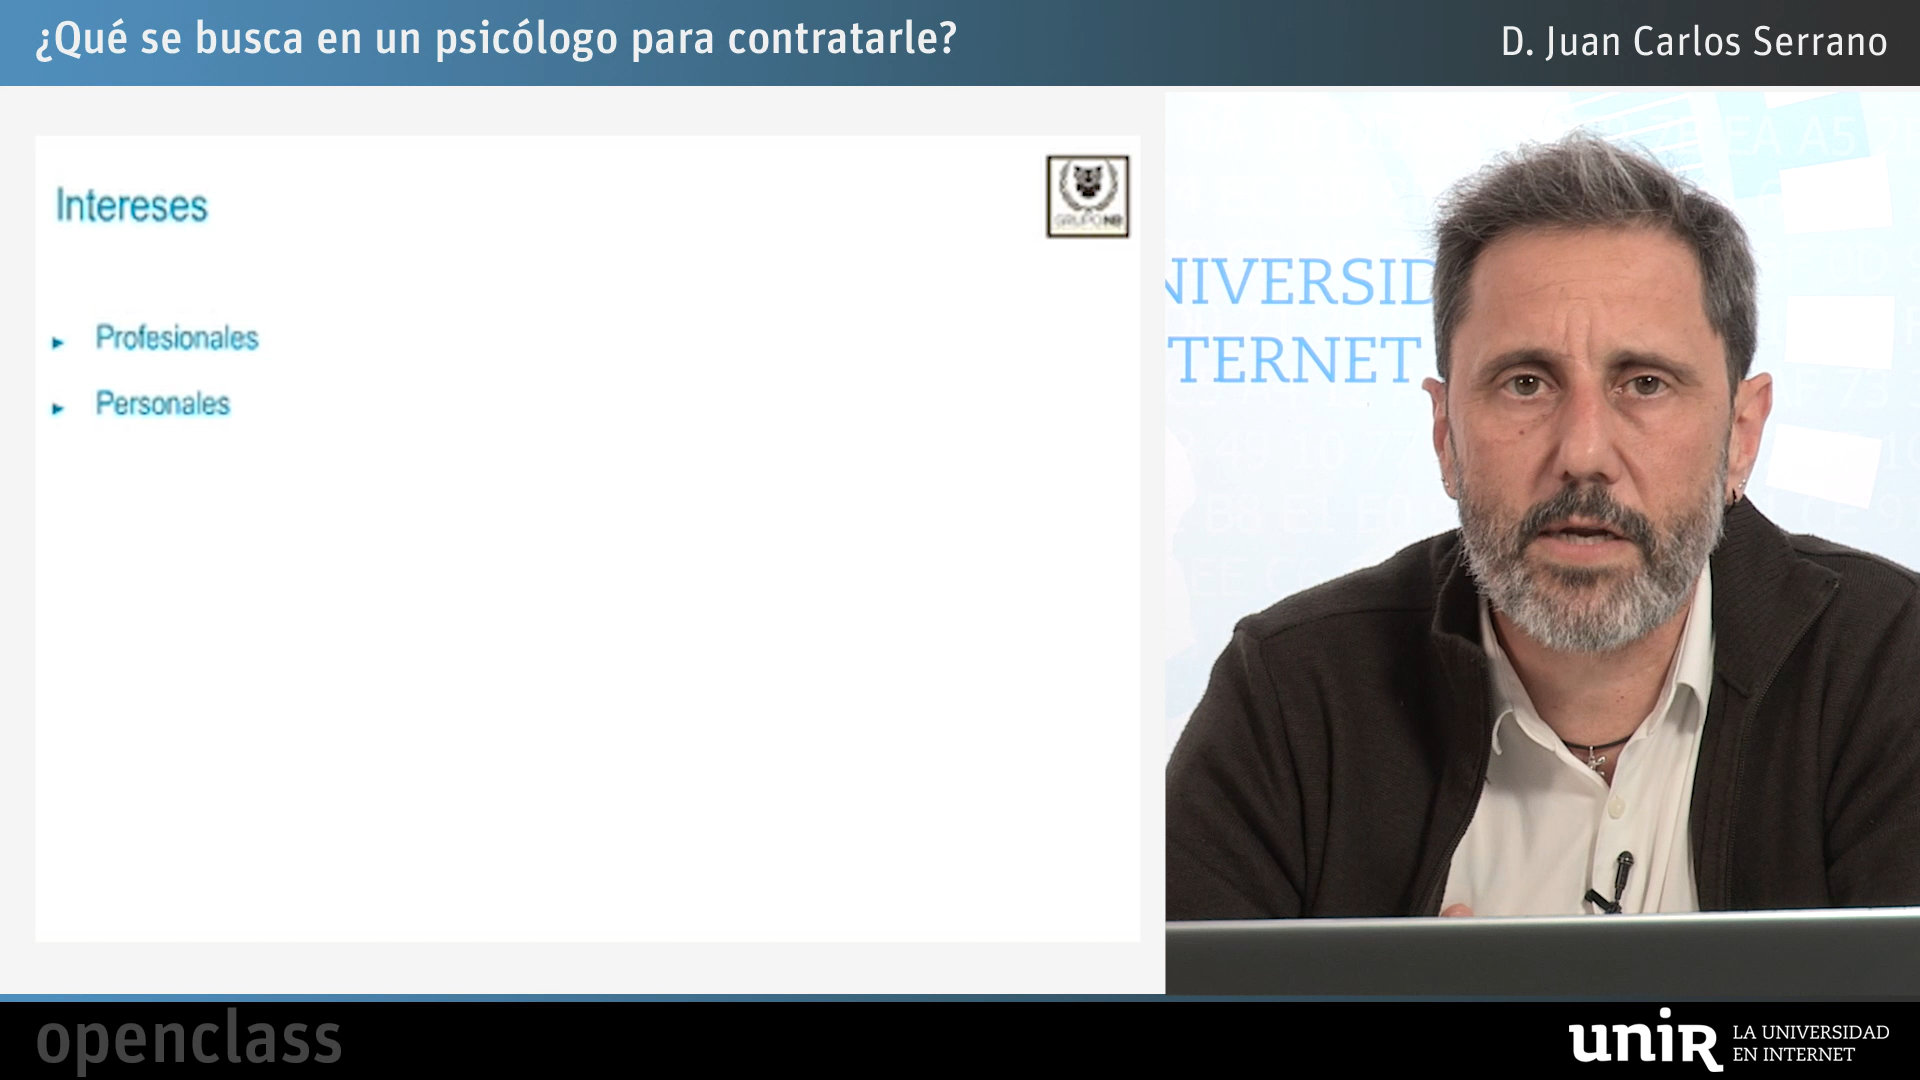 ¿Qué se busca en un psicólogo para contratarle?
D. Juan Carlos Serrano
Intereses
GRUPO
► Profesionales
► Personales
NIVERSID
TERNET
openclass
unir LA UNIVERSIDAD
EN INTERNET